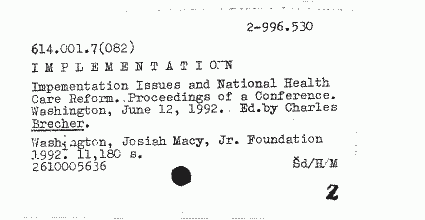 2-996.530
614.001.7(082)
I M P L E M E N T A T I O N
Impementation Issues and National Health
Care Reform. Proceedings of a Conference.
Washington, June 12, 1992. Ed.by Charles
Brecher.
Washington, Josiah Macy, Jr. Foundation
1992. 11,180 s.
2610005636 Šd/H/M
2